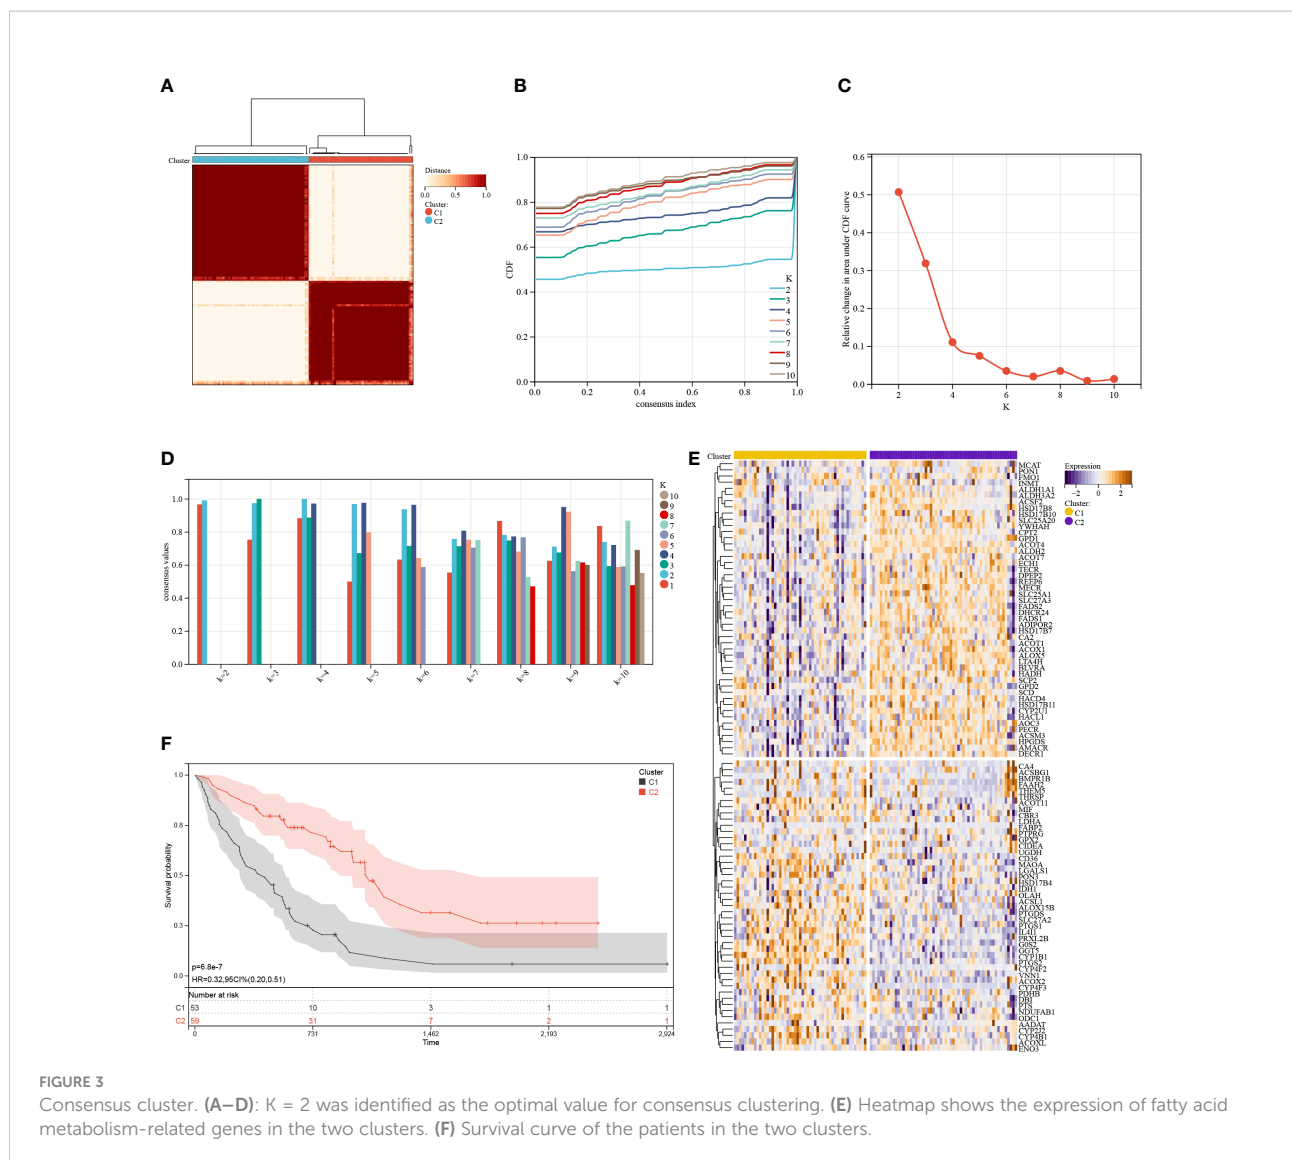 A
Cluster
Distance
0.0 0.5 1.0
Cluster:
C1
C2
B
CDF
1.0
0.8
0.6
0.4
0.2
0.0
0.0 0.2 0.4 0.6 0.8 1.0
consensus index
K
2
3
4
5
6
7
8
9
10
C
Relative change in area under CDF curve
0.6
0.5
0.4
0.3
0.2
0.1
0.0
2 4 6 8 10
K
D
consensus values
1.0
0.8
0.6
0.4
0.2
0.0
k=2 k=3 k=4 k=5 k=6 k=7 k=8 k=9 k=10
K
10
9
8
7
6
5
4
3
2
1
E
Cluster
MCAT
PON1
FMO1
INMT
ALDH1A1
ALDH3A2
ACSF2
HSD17B8
HSD17B10
SLC25A20
YWHAH
CPT2
GPD1
ACOT4
ALDH2
ACOT7
ECH1
TECR
DPEP2
REEP6
MECR
SLC25A1
SLC27A3
FADS2
DHCR24
FADS1
ADIPOR2
HSD17B7
CA2
ACOT1
ACOX1
ALOX5
LTA4H
BLVRA
HADH
SCP2
GPD2
SCD
HACD4
HSD17B11
CYP2U1
HACL1
AOC3
PECR
ACSM3
HPGDS
AMACR
DECR1
CA4
ACSBG1
BMPR1B
FAAH2
THEM5
THRSP
ACOT11
MIF
CBR3
LDHA
FABP2
PTPRG
GPX2
CIDEA
UGDH
CD36
MAOA
LGALS1
PON3
HSD17B4
IDH1
OLAH
ACSL1
ALOX15B
PTGDS
SLC27A2
PTGS1
IL4I1
PRXL2B
G0S2
GGT5
CYP1B1
PTGS2
CYP4F2
VNN1
ACOX2
CYP4F3
PDHB
DBI
PTS
NDUFAB1
ODC1
AADAT
CYP2J2
CYP4B1
ACOXL
ENO3
Expression
−2 0 2
Cluster:
C1
C2
F
Survival probability
1.0
0.8
0.5
0.3
0.0
Cluster
C1
C2
p=6.8e-7
HR=0.32,95CI%(0.20,0.51)
Number at risk
C1 53 10 3 1 1
C2 59 31 7 2 1
0 731 1,462 2,193 2,924
Time
FIGURE 3
Consensus cluster. (A–D): K = 2 was identified as the optimal value for consensus clustering. (E) Heatmap shows the expression of fatty acid
metabolism-related genes in the two clusters. (F) Survival curve of the patients in the two clusters.